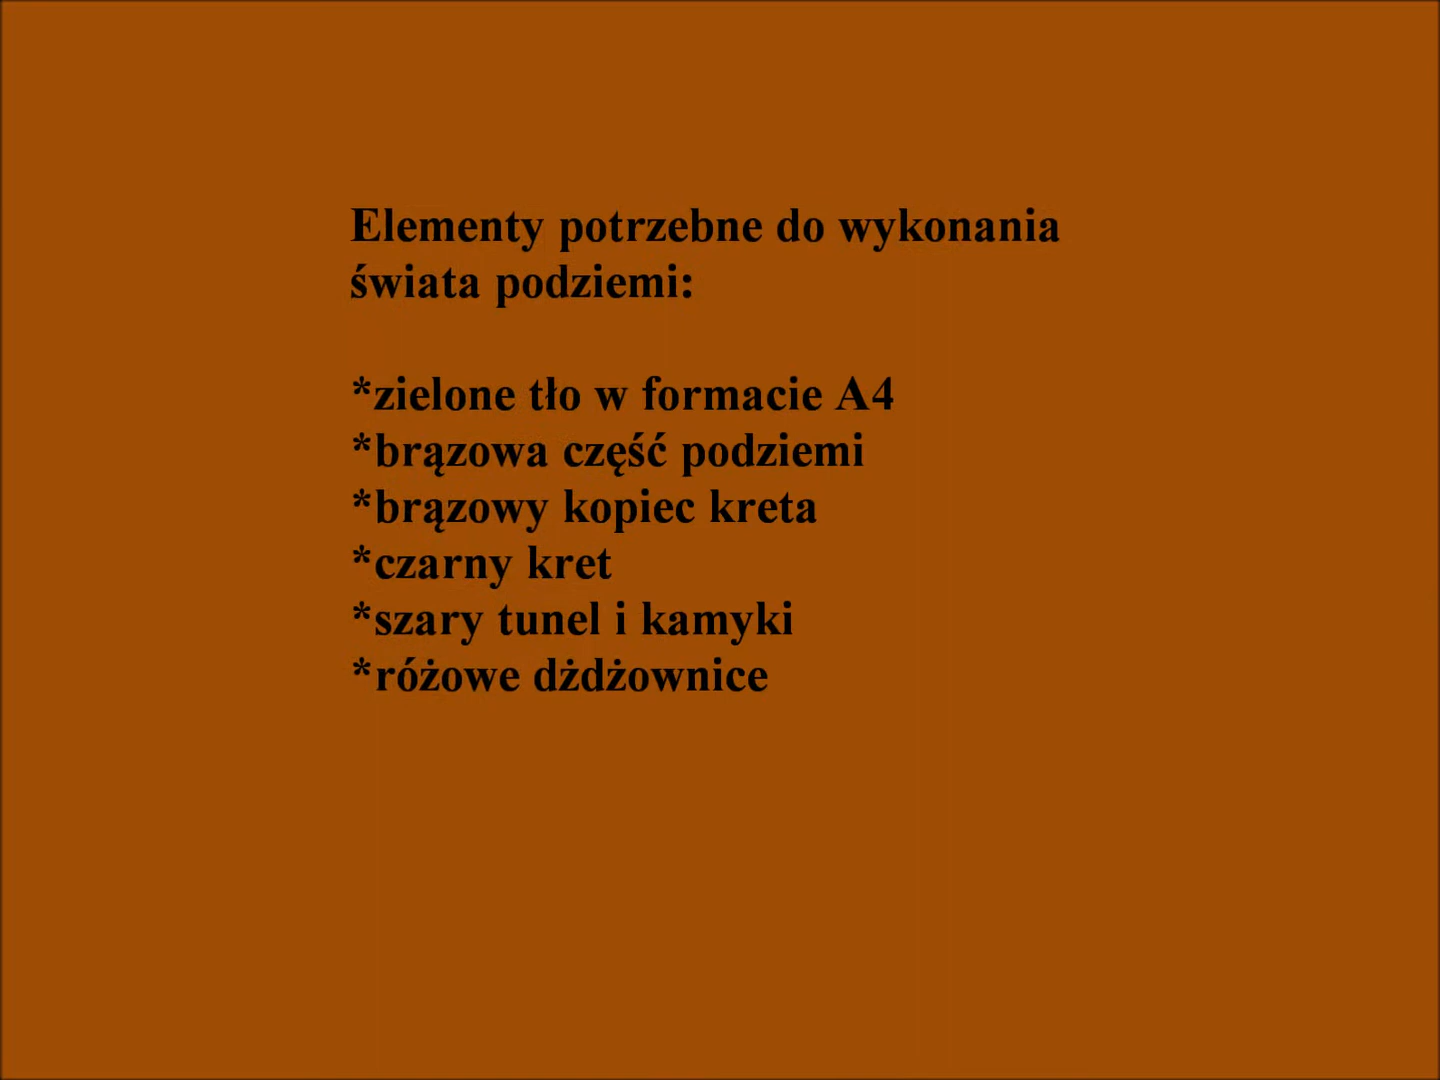 Elementy potrzebne do wykonania
świata podziemi:
*zielone tło w formacie A4
*brązowa część podziemi
*brązowy kopiec kreta
*czarny kret
*szary tunel i kamyki
*różowe dżdżownice